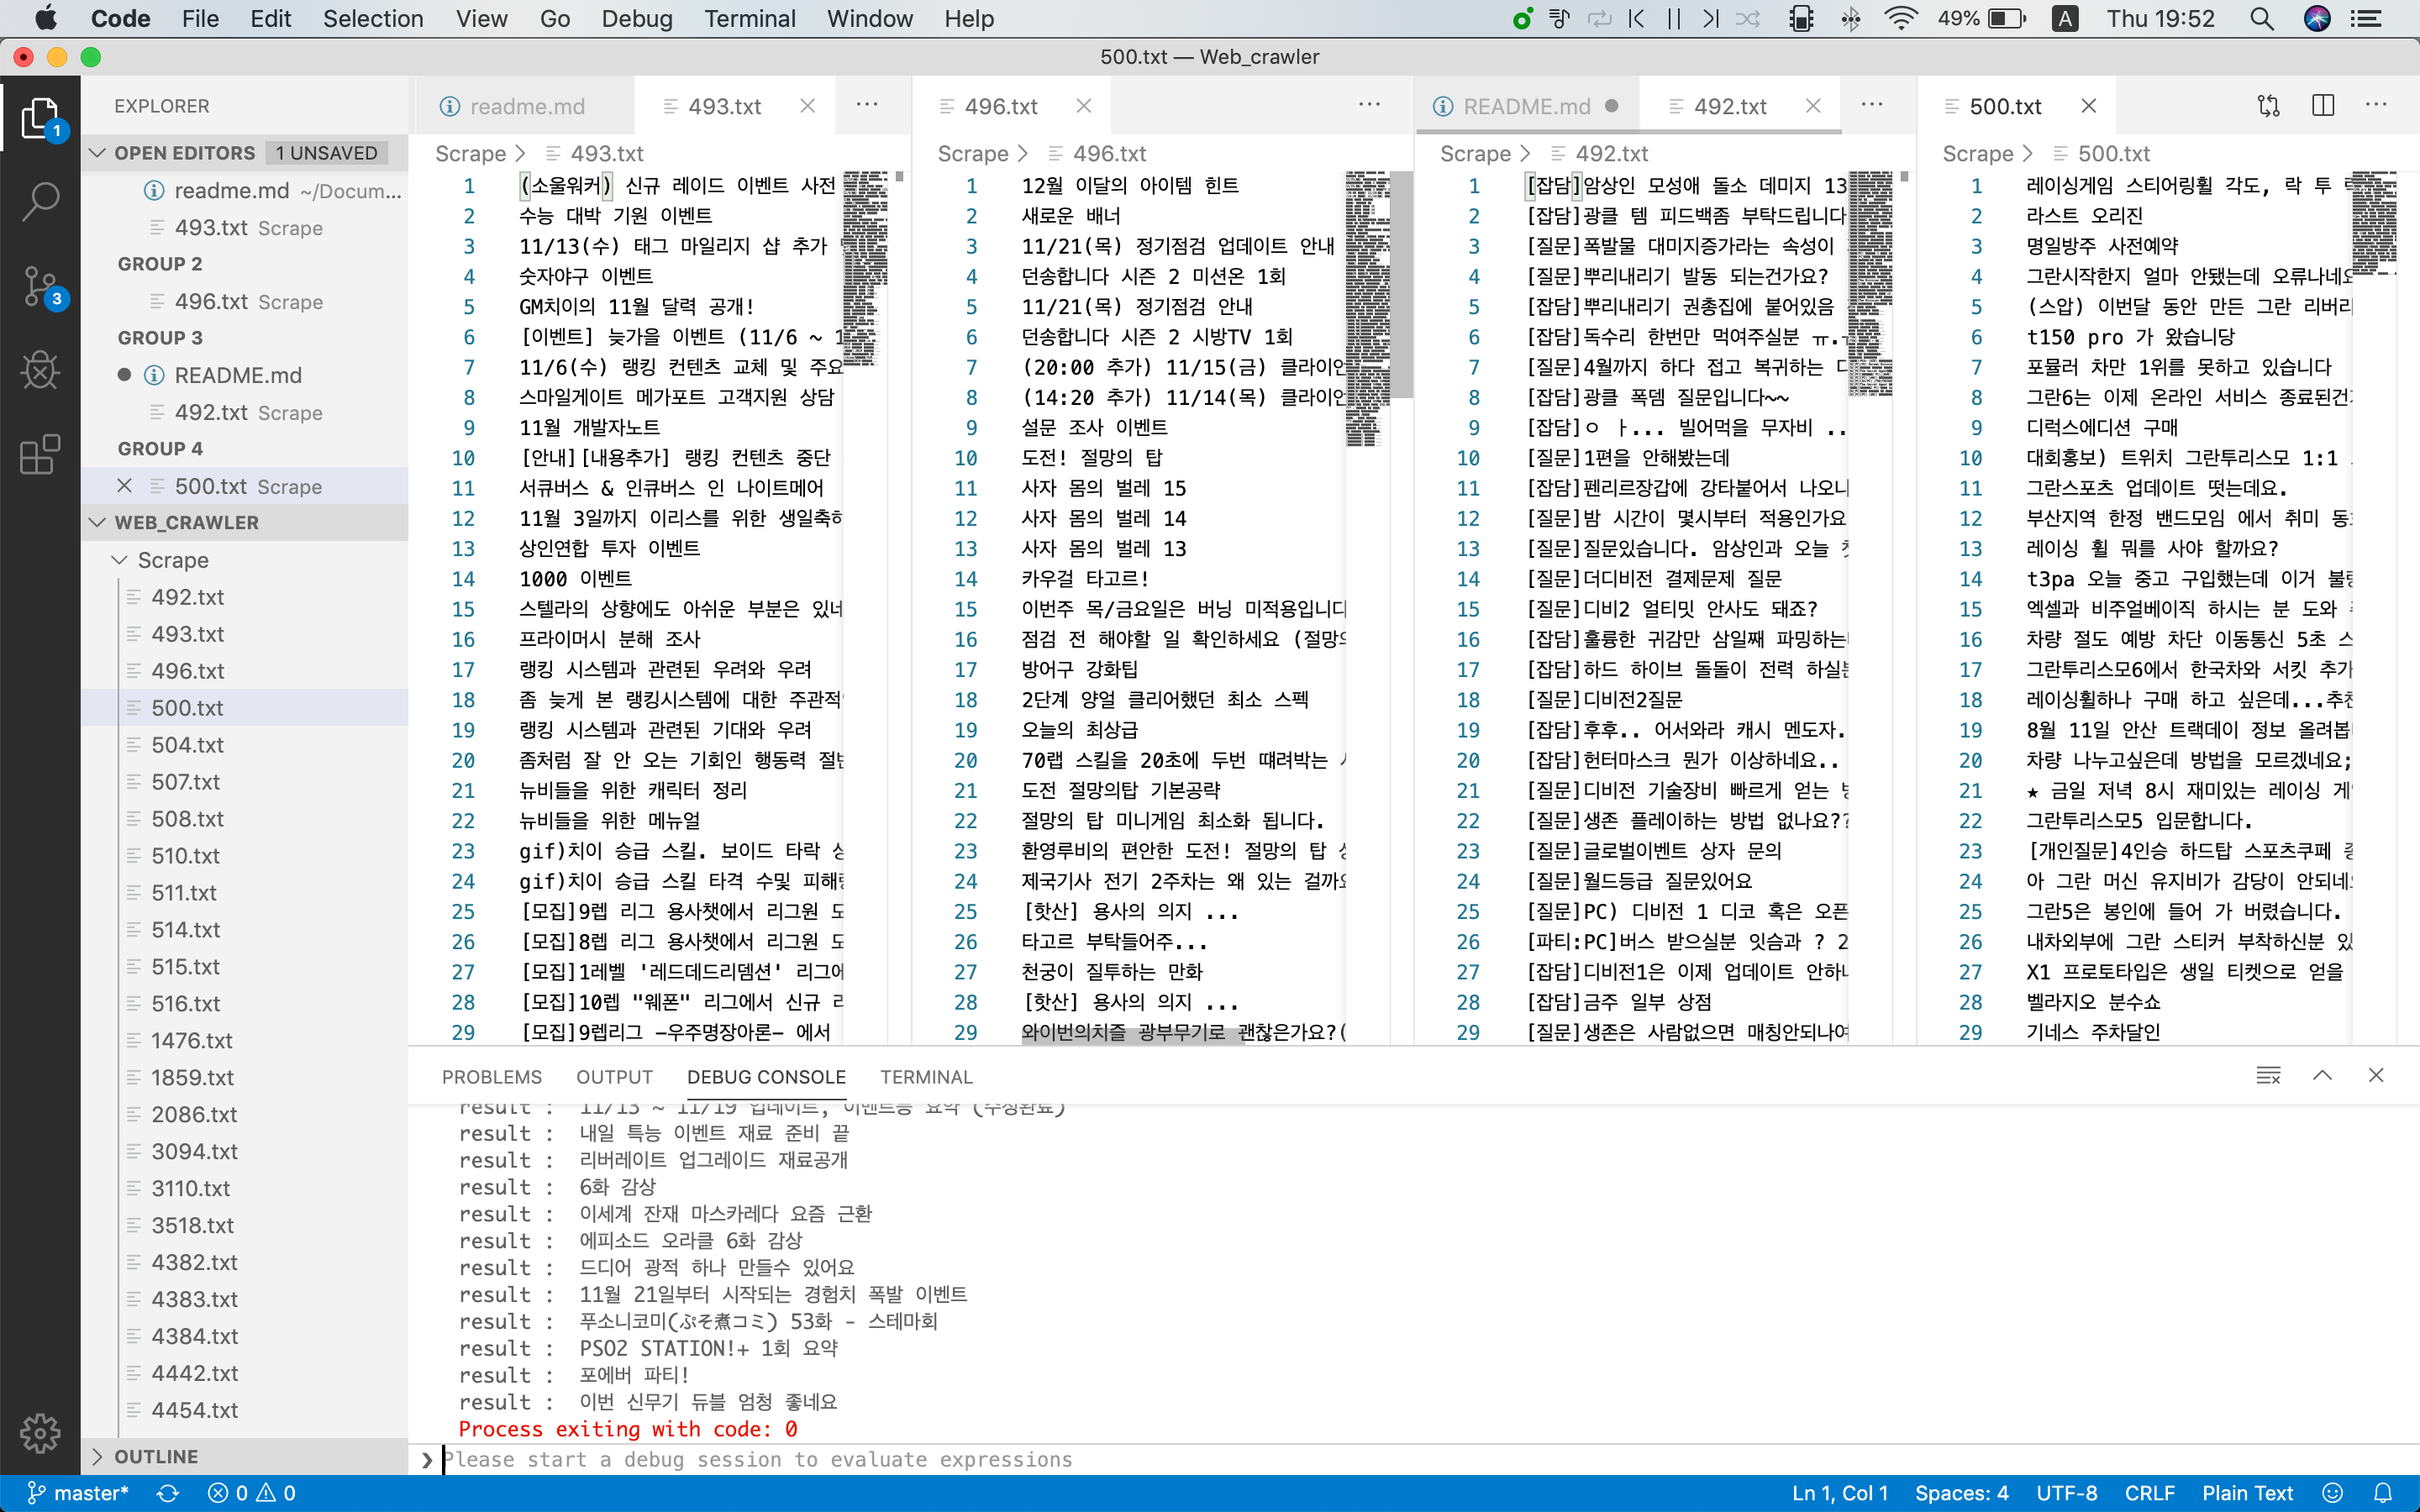 Code File Edit Selection View Go Debug Terminal Window Help 49% A Thu 19:52
500.txt — Web_crawler
EXPLORER
OPEN EDITORS 1 UNSAVED
readme.md ~/Docum...
493.txt Scrape
GROUP 2
496.txt Scrape
GROUP 3
README.md
492.txt Scrape
GROUP 4
500.txt Scrape
WEB_CRAWLER
Scrape
492.txt
493.txt
496.txt
500.txt
504.txt
507.txt
508.txt
510.txt
511.txt
514.txt
515.txt
516.txt
1476.txt
1859.txt
2086.txt
3094.txt
3110.txt
3518.txt
4382.txt
4383.txt
4384.txt
4442.txt
4454.txt
OUTLINE
1
3
readme.md 493.txt
Scrape > 493.txt
1 (소울워커) 신규 레이드 이벤트 사전
2 수능 대박 기원 이벤트
3 11/13(수) 태그 마일리지 샵 추가
4 숫자야구 이벤트
5 GM치이의 11월 달력 공개!
6 [이벤트] 늦가을 이벤트 (11/6 ~
7 11/6(수) 랭킹 컨텐츠 교체 및 주요
8 스마일게이트 메가포트 고객지원 상담
9 11월 개발자노트
10 [안내][내용추가] 랭킹 컨텐츠 중단
11 서큐버스 & 인큐버스 인 나이트메어
12 11월 3일까지 이리스를 위한 생일축하
13 상인연합 투자 이벤트
14 1000 이벤트
15 스텔라의 상향에도 아쉬운 부분은 있네
16 프라이머시 분해 조사
17 랭킹 시스템과 관련된 우려와 우려
18 좀 늦게 본 랭킹시스템에 대한 주관적
19 랭킹 시스템과 관련된 기대와 우려
20 좀처럼 잘 안 오는 기회인 행동력 절반
21 뉴비들을 위한 캐릭터 정리
22 뉴비들을 위한 메뉴얼
23 gif)치이 승급 스킬. 보이드 타락
24 gif)치이 승급 스킬 타격 수및 피해량
25 [모집]9렙 리그 용사챗에서 리그원
26 [모집]8렙 리그 용사챗에서 리그원
27 [모집]1레벨 '레드데드리뎀션' 리그에
28 [모집]10렙 "웨폰" 리그에서 신규
29 [모집]9렙리그 -우주명장아론- 에서
496.txt
Scrape > 496.txt
1 12월 이달의 아이템 힌트
2 새로운 배너
3 11/21(목) 정기점검 업데이트 안내
4 던송합니다 시즌 2 미션온 1회
5 11/21(목) 정기점검 안내
6 던송합니다 시즌 2 시방TV 1회
7 (20:00 추가) 11/15(금) 클라이언
8 (14:20 추가) 11/14(목) 클라이언
9 설문 조사 이벤트
10 도전! 절망의 탑
11 사자 몸의 벌레 15
12 사자 몸의 벌레 14
13 사자 몸의 벌레 13
14 카우걸 타고르!
15 이번주 목/금요일은 버닝 미적용입니다
16 점검 전 해야할 일 확인하세요 (절망의
17 방어구 강화팁
18 2단계 양얼 클리어했던 최소 스펙
19 오늘의 최상급
20 70랩 스킬을 20초에 두번 떄려박는
21 도전 절망의탑 기본공략
22 절망의 탑 미니게임 최소화 됩니다.
23 환영루비의 편안한 도전! 절망의 탑
24 제국기사 전기 2주차는 왜 있는 걸까요
25 [핫산] 용사의 의지 ...
26 타고르 부탁들어주...
27 천궁이 질투하는 만화
28 [핫산] 용사의 의지 ...
29 와이번의치즐 광부무기로 괜찮은가요?(
README.md 492.txt
Scrape > 492.txt
1 [잡담]암상인 모성애 돌소 데미지 13
2 [잡담]광클 템 피드백좀 부탁드립니다
3 [질문]폭발물 대미지증가라는 속성이
4 [질문]뿌리내리기 발동 되는건가요?
5 [잡담]뿌리내리기 권총집에 붙어있음
6 [잡담]독수리 한번만 먹여주실분 ㅠ.ㅠ
7 [질문]4월까지 하다 접고 복귀하는
8 [잡담]광클 폭뎀 질문입니다~~
9 [잡담]ㅇ ㅏ... 빌어먹을 무자비 ..
10 [질문]1편을 안해봤는데
11 [잡담]펜리르장갑에 강타붙어서 나오나
12 [질문]밤 시간이 몇시부터 적용인가요
13 [질문]질문있습니다. 암상인과 오늘
14 [질문]더디비전 결제문제 질문
15 [질문]디비2 얼티밋 안사도 돼죠?
16 [잡담]훌륭한 귀감만 삼일째 파밍하는
17 [잡담]하드 하이브 돌돌이 전력 하실분
18 [질문]디비전2질문
19 [잡담]후후.. 어서와라 캐시 멘도자.
20 [잡담]헌터마스크 뭔가 이상하네요..
21 [질문]디비전 기술장비 빠르게 얻는
22 [질문]생존 플레이하는 방법 없나요??
23 [질문]글로벌이벤트 상자 문의
24 [질문]월드등급 질문있어요
25 [질문]PC) 디비전 1 디코 혹은 오픈
26 [파티:PC]버스 받으실분 잇슴과 ? 2
27 [잡담]디비전1은 이제 업데이트 안하나
28 [잡담]금주 일부 상점
29 [질문]생존은 사람없으면 매칭안되나여
500.txt
Scrape > 500.txt
1 레이싱게임 스티어링휠 각도, 락 투 락
2 라스트 오리진
3 명일방주 사전예약
4 그란시작한지 얼마 안됐는데 오류나네요
5 (스압) 이번달 동안 만든 그란 리버리
6 t150 pro 가 왔습니당
7 포뮬러 차만 1위를 못하고 있습니다
8 그란6는 이제 온라인 서비스 종료된건가
9 디럭스에디션 구매
10 대회홍보) 트위치 그란투리스모 1:1
11 그란스포츠 업데이트 떳는데요.
12 부산지역 한정 밴드모임 에서 취미 동호
13 레이싱 휠 뭐를 사야 할까요?
14 t3pa 오늘 중고 구입했는데 이거 불량
15 엑셀과 비주얼베이직 하시는 분 도와
16 차량 절도 예방 차단 이동통신 5초
17 그란투리스모6에서 한국차와 서킷 추가
18 레이싱휠하나 구매 하고 싶은데...추천
19 8월 11일 안산 트랙데이 정보 올려봅
20 차량 나누고싶은데 방법을 모르겠네요;
21 ★ 금일 저녁 8시 재미있는 레이싱 게
22 그란투리스모5 입문합니다.
23 [개인질문]4인승 하드탑 스포츠쿠페
24 아 그란 머신 유지비가 감당이 안되네요
25 그란5은 봉인에 들어 가 버렸습니다.
26 내차외부에 그란 스티커 부착하신분
27 X1 프로토타입은 생일 티켓으로 얻을
28 벨라지오 분수쇼
29 기네스 주차달인
PROBLEMS OUTPUT DEBUG CONSOLE TERMINAL
result : 11/13 ~ 11/19 업데이트, 이벤트등 요약 (수정완료)
result : 내일 특능 이벤트 재료 준비 끝
result : 리버레이트 업그레이드 재료공개
result : 6화 감상
result : 이세계 잔재 마스카레다 요즘 근환
result : 에피소드 오라클 6화 감상
result : 드디어 광적 하나 만들수 있어요
result : 11월 21일부터 시작되는 경험치 폭발 이벤트
result : 푸소니코미(ぷそ煮コミ) 53화 - 스테마회
result : PSO2 STATION!+ 1회 요약
result : 포에버 파티!
result : 이번 신무기 듀블 엄청 좋네요
Process exiting with code: 0
Please start a debug session to evaluate expressions
master* 0 0 Ln 1, Col 1 Spaces: 4 UTF-8 CRLF Plain Text